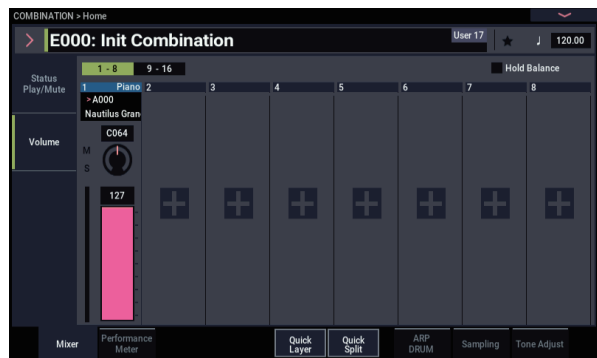 COMBINATION > Home
E000: Init Combination
User 17
♩ 120.00
1 - 8
9 - 16
Hold Balance
Status
Play/Mute
Volume
1 Piano 2 3 4 5 6 7 8
>A000
Nautilus Gran
C064
M
S
127
Mixer
Performance
Meter
Quick
Layer
Quick
Split
ARP
DRUM
Sampling
Tone Adjust